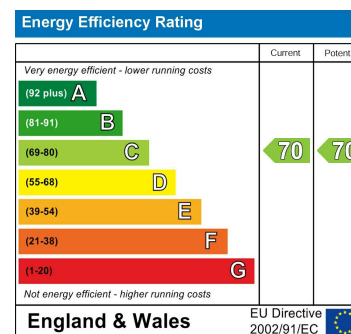 Energy Efficiency Rating
Current Potent
Very energy efficient - lower running costs
(92 plus) A
(81-91) B
(69-80) C 70 70
(55-68) D
(39-54) E
(21-38) F
(1-20) G
Not energy efficient - higher running costs
England & Wales
EU Directive
2002/91/EC